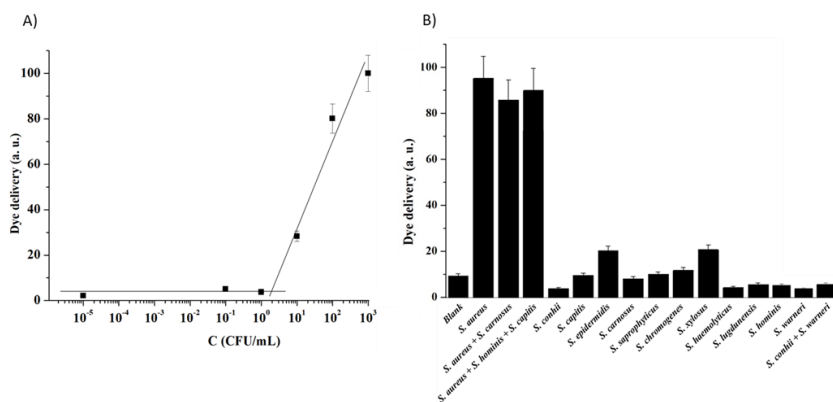 A)
Dye delivery (a. u.)
100
80
60
40
20
0
10⁻⁵
10⁻⁴
10⁻³
10⁻²
10⁻¹
10⁰
10¹
10²
10³
C (CFU/mL)
B)
Dye delivery (a. u.)
100
80
60
40
20
0
Blank
S. aureus
S. aureus + S. carnosus
S. aureus + S. hominis + S. capitis
S. conhii
S. capitis
S. epidermidis
S. carnosus
S. saprophyticus
S. chromogenes
S. xylosus
S. haemolyticus
S. lugdunensis
S. hominis
S. warneri
S. conhii + S. warneri